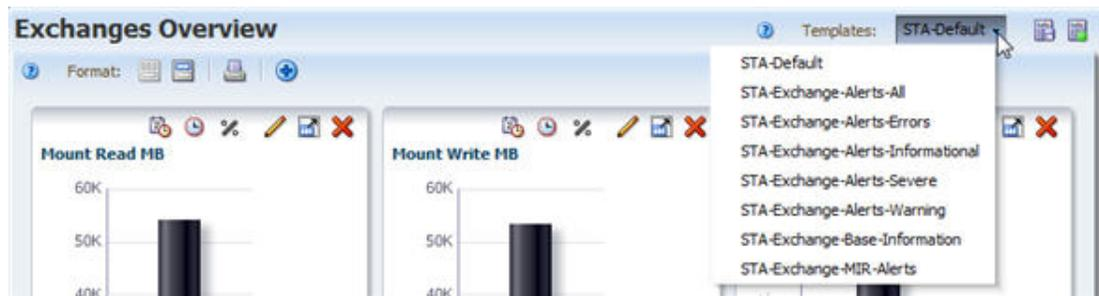 Exchanges Overview
Templates: STA-Default
Format:
STA-Default
STA-Exchange-Alerts-All
STA-Exchange-Alerts-Errors
STA-Exchange-Alerts-Informational
STA-Exchange-Alerts-Severe
STA-Exchange-Alerts-Warning
STA-Exchange-Base-Information
STA-Exchange-MIR-Alerts
Mount Read MB
60K
50K
40K
Mount Write MB
60K
50K
40K